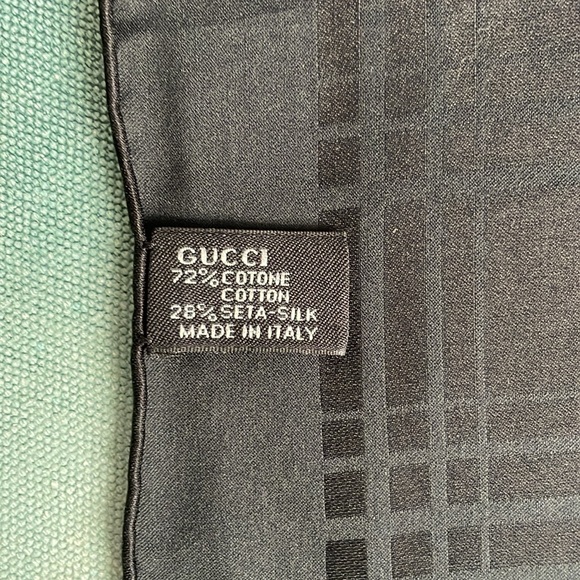 GUCCI
72% COTONE
COTTON
28% SETA-SILK
MADE IN ITALY